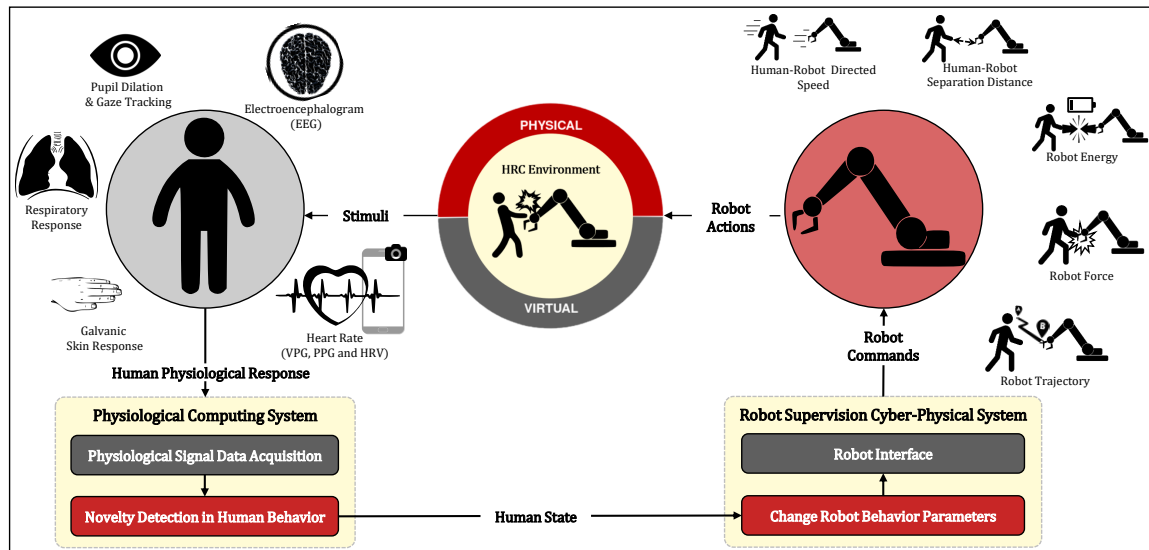 Pupil Dilation
& Gaze Tracking
Electroencephalogram
(EEG)
Respiratory
Response
Galvanic
Skin Response
Heart Rate
(VPG, PPG and HRV)
Stimuli
PHYSICAL
HRC Environment
VIRTUAL
Robot
Actions
Human-Robot Directed
Speed
Human-Robot
Separation Distance
Robot Energy
Robot Force
A
B
Robot Trajectory
Robot
Commands
Human Physiological Response
Physiological Computing System
Physiological Signal Data Acquisition
Novelty Detection in Human Behavior
Human State
Robot Supervision Cyber-Physical System
Robot Interface
Change Robot Behavior Parameters